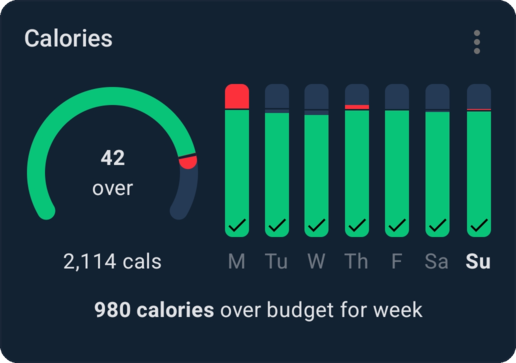 Calories
42
over
2,114 cals
M Tu W Th F Sa Su
980 calories over budget for week